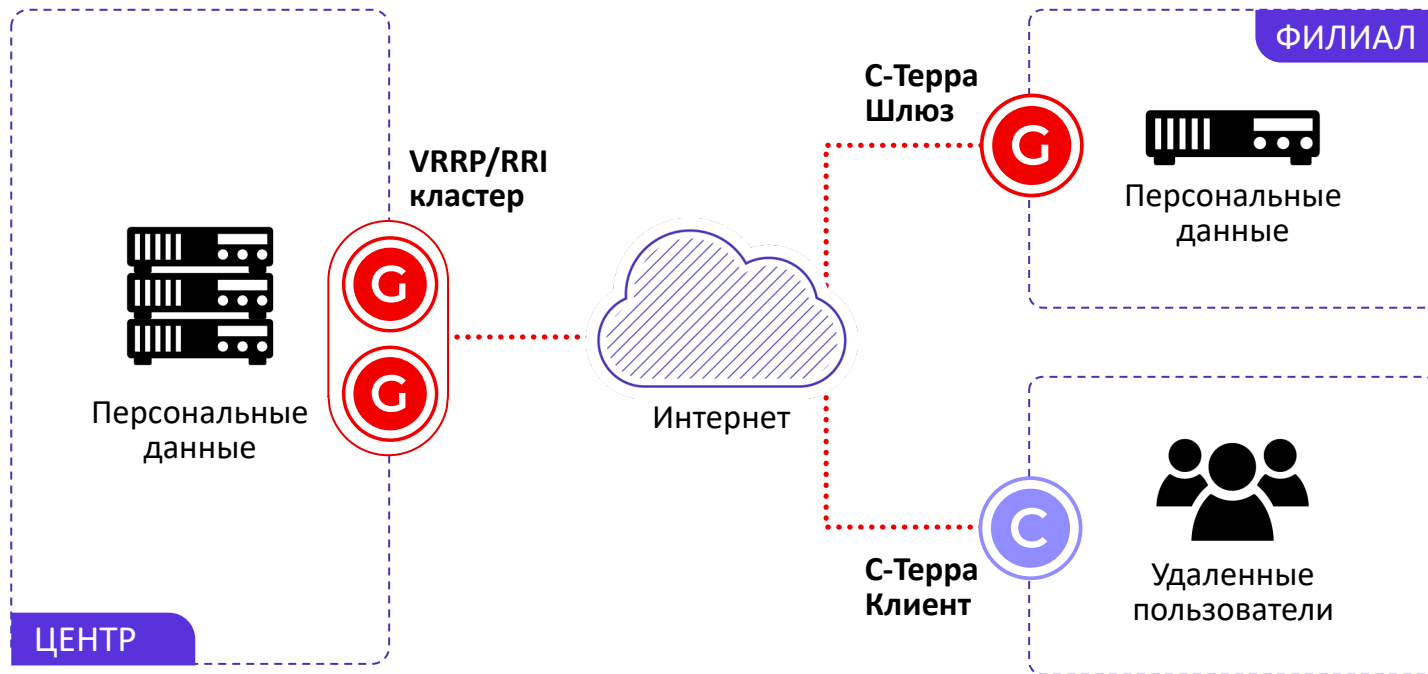 ФИЛИАЛ
С-Терра
Шлюз
G
Персональные
данные
VRRP/RRI
кластер
G
G
Персональные
данные
Интернет
С-Терра
Клиент
C
Удаленные
пользователи
ЦЕНТР